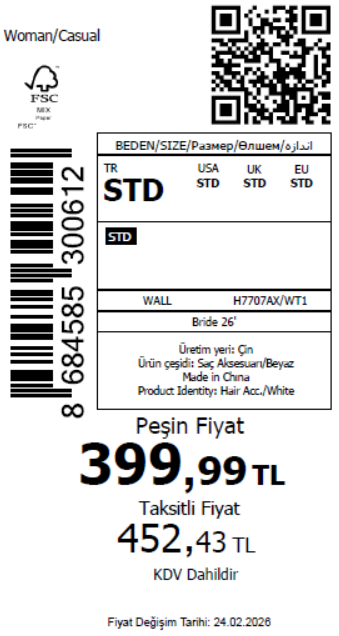 Woman/Casual
FSC
MIX
Paper
FSC™
BEDEN/SIZE/Размер/Өлшем/اندازه
TR USA UK EU
STD STD STD STD
STD
WALL H7707AX/WT1
Bride 26'
Üretim yeri: Çin
Ürün çeşidi: Saç Aksesuarı/Beyaz
Made in China
Product Identity: Hair Acc./White
8 684585 300612
Peşin Fiyat
399,99 TL
Taksitli Fiyat
452,43 TL
KDV Dahildir
Fiyat Değişim Tarihi: 24.02.2026